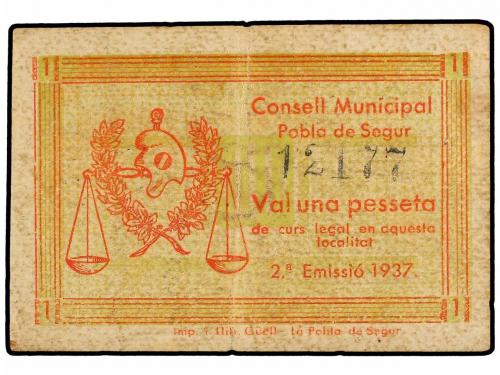 1 1
Consell Municipal
Pobla de Segur
12177
Val una pesseta
de curs legal en aquesta
localitat
2.ª Emissió 1937.
1 1
Imp. i Llib. Güell - La Pobla de Segur